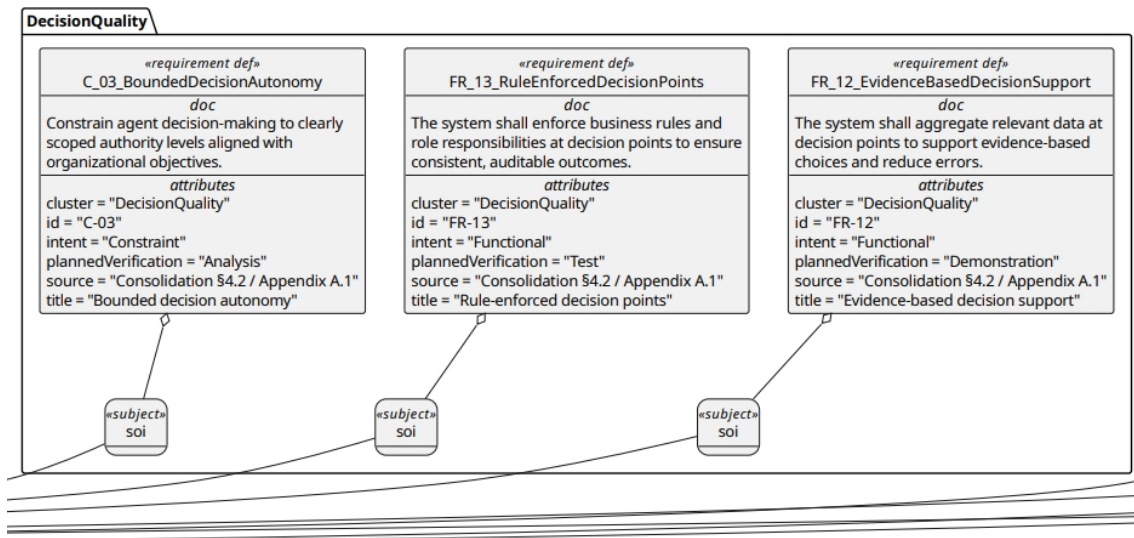 DecisionQuality
«requirement def»
C_03_BoundedDecisionAutonomy
doc
Constrain agent decision-making to clearly
scoped authority levels aligned with
organizational objectives.
attributes
cluster = "DecisionQuality"
id = "C-03"
intent = "Constraint"
plannedVerification = "Analysis"
source = "Consolidation §4.2 / Appendix A.1"
title = "Bounded decision autonomy"
«requirement def»
FR_13_RuleEnforcedDecisionPoints
doc
The system shall enforce business rules and
role responsibilities at decision points to ensure
consistent, auditable outcomes.
attributes
cluster = "DecisionQuality"
id = "FR-13"
intent = "Functional"
plannedVerification = "Test"
source = "Consolidation §4.2 / Appendix A.1"
title = "Rule-enforced decision points"
«requirement def»
FR_12_EvidenceBasedDecisionSupport
doc
The system shall aggregate relevant data at
decision points to support evidence-based
choices and reduce errors.
attributes
cluster = "DecisionQuality"
id = "FR-12"
intent = "Functional"
plannedVerification = "Demonstration"
source = "Consolidation §4.2 / Appendix A.1"
title = "Evidence-based decision support"
«subject»
soi
«subject»
soi
«subject»
soi